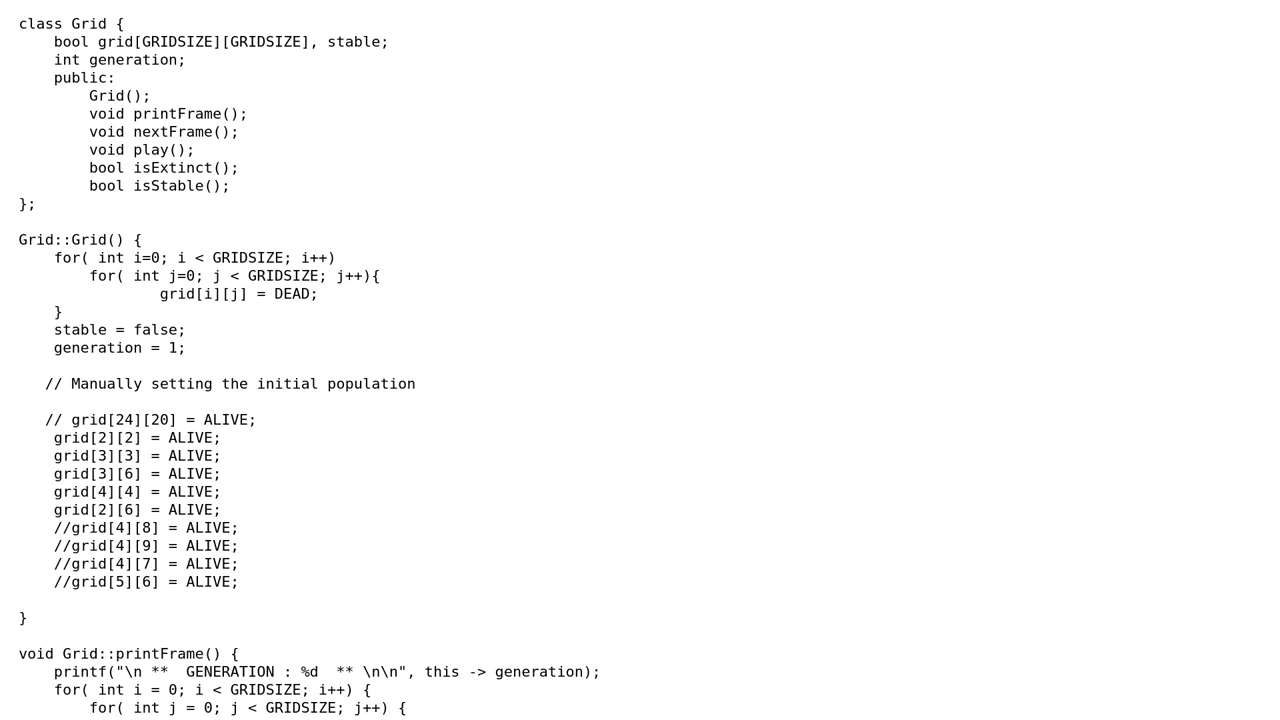 class Grid {
    bool grid[GRIDSIZE][GRIDSIZE], stable;
    int generation;
    public:
        Grid();
        void printFrame();
        void nextFrame();
        void play();
        bool isExtinct();
        bool isStable();
};

Grid::Grid() {
    for( int i=0; i < GRIDSIZE; i++)
        for( int j=0; j < GRIDSIZE; j++){
                grid[i][j] = DEAD;
    }
    stable = false;
    generation = 1;

   // Manually setting the initial population

   // grid[24][20] = ALIVE;
    grid[2][2] = ALIVE;
    grid[3][3] = ALIVE;
    grid[3][6] = ALIVE;
    grid[4][4] = ALIVE;
    grid[2][6] = ALIVE;
    //grid[4][8] = ALIVE;
    //grid[4][9] = ALIVE;
    //grid[4][7] = ALIVE;
    //grid[5][6] = ALIVE;

}

void Grid::printFrame() {
    printf("\n **  GENERATION : %d  ** \n\n", this -> generation);
    for( int i = 0; i < GRIDSIZE; i++) {
        for( int j = 0; j < GRIDSIZE; j++) {